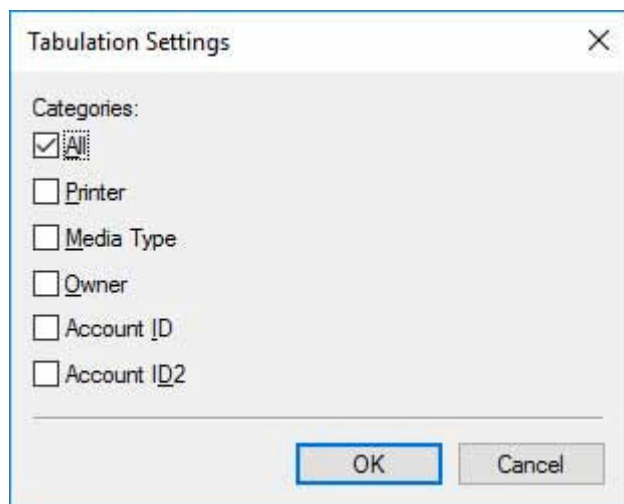 Tabulation Settings
Categories:
All
Printer
Media Type
Owner
Account ID
Account ID2
OK Cancel